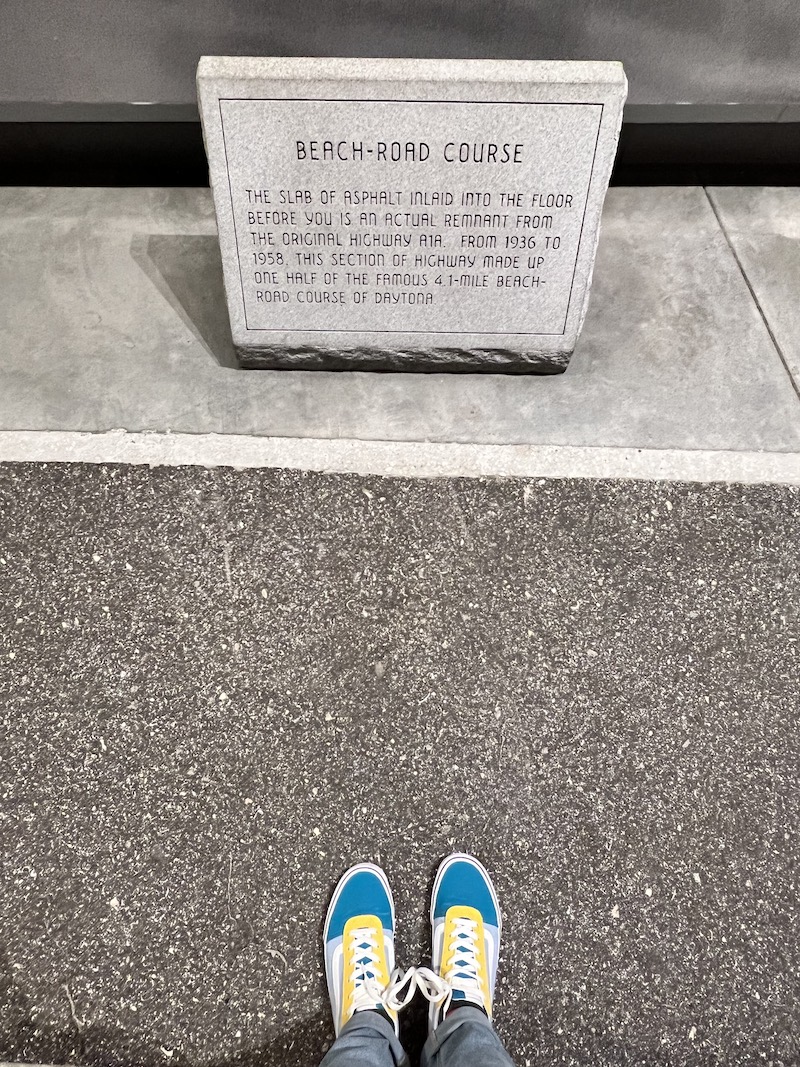 BEACH-ROAD COURSE
THE SLAB OF ASPHALT INLAID INTO THE FLOOR
BEFORE YOU IS AN ACTUAL REMNANT FROM
THE ORIGINAL HIGHWAY A1A. FROM 1936 TO
1958, THIS SECTION OF HIGHWAY MADE UP
ONE HALF OF THE FAMOUS 4.1-MILE BEACH-
ROAD COURSE OF DAYTONA